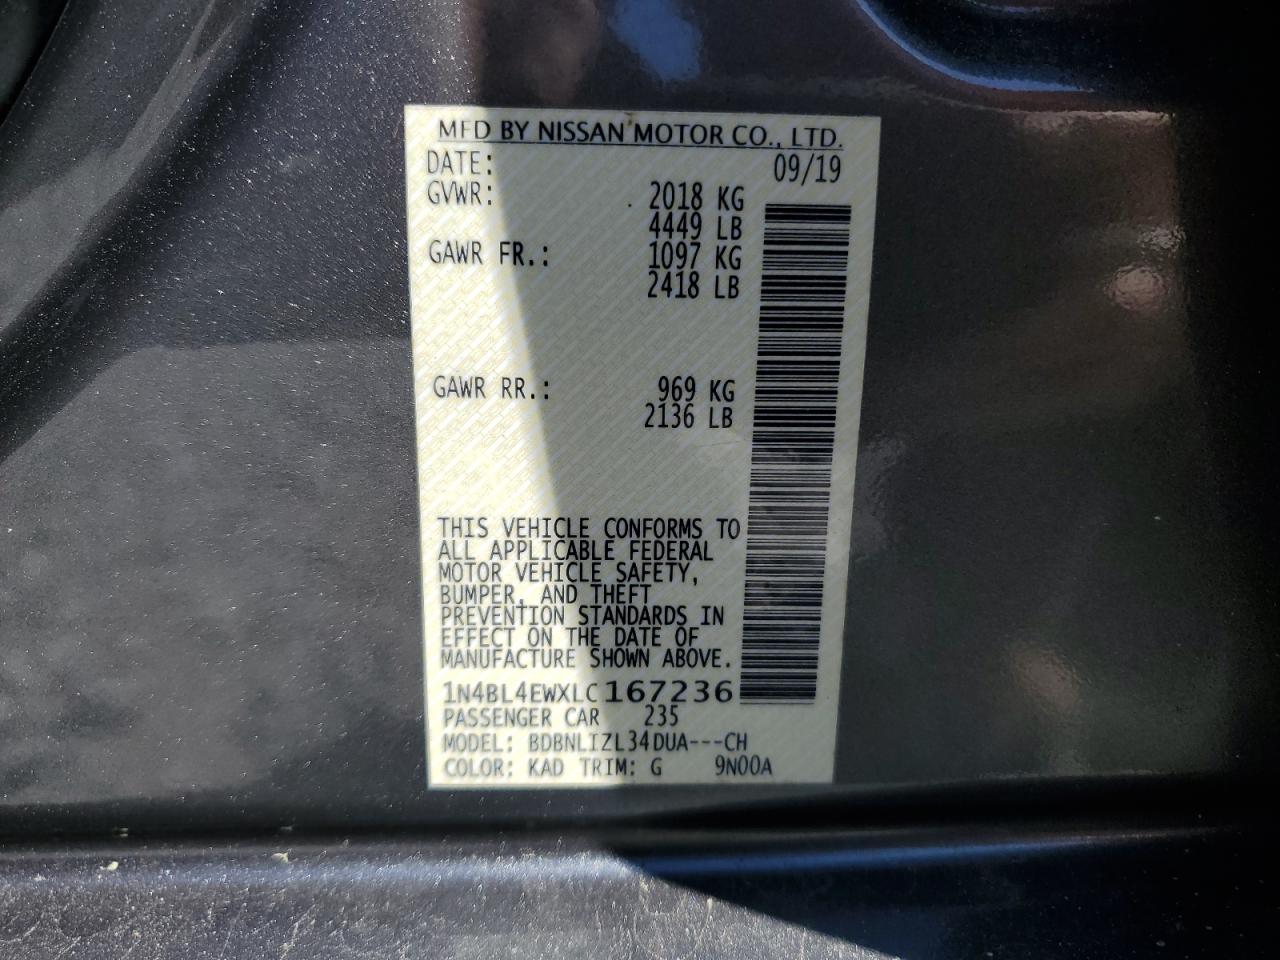 MFD BY NISSAN MOTOR CO., LTD.
DATE: 09/19
GVWR: 2018 KG
4449 LB
GAWR FR.: 1097 KG
2418 LB
GAWR RR.: 969 KG
2136 LB
THIS VEHICLE CONFORMS TO
ALL APPLICABLE FEDERAL
MOTOR VEHICLE SAFETY,
BUMPER, AND THEFT
PREVENTION STANDARDS IN
EFFECT ON THE DATE OF
MANUFACTURE SHOWN ABOVE.
1N4BL4EWXLC167236
PASSENGER CAR 235
MODEL: BDBNLIZL34DUA---CH
COLOR: KAD TRIM: G 9N00A